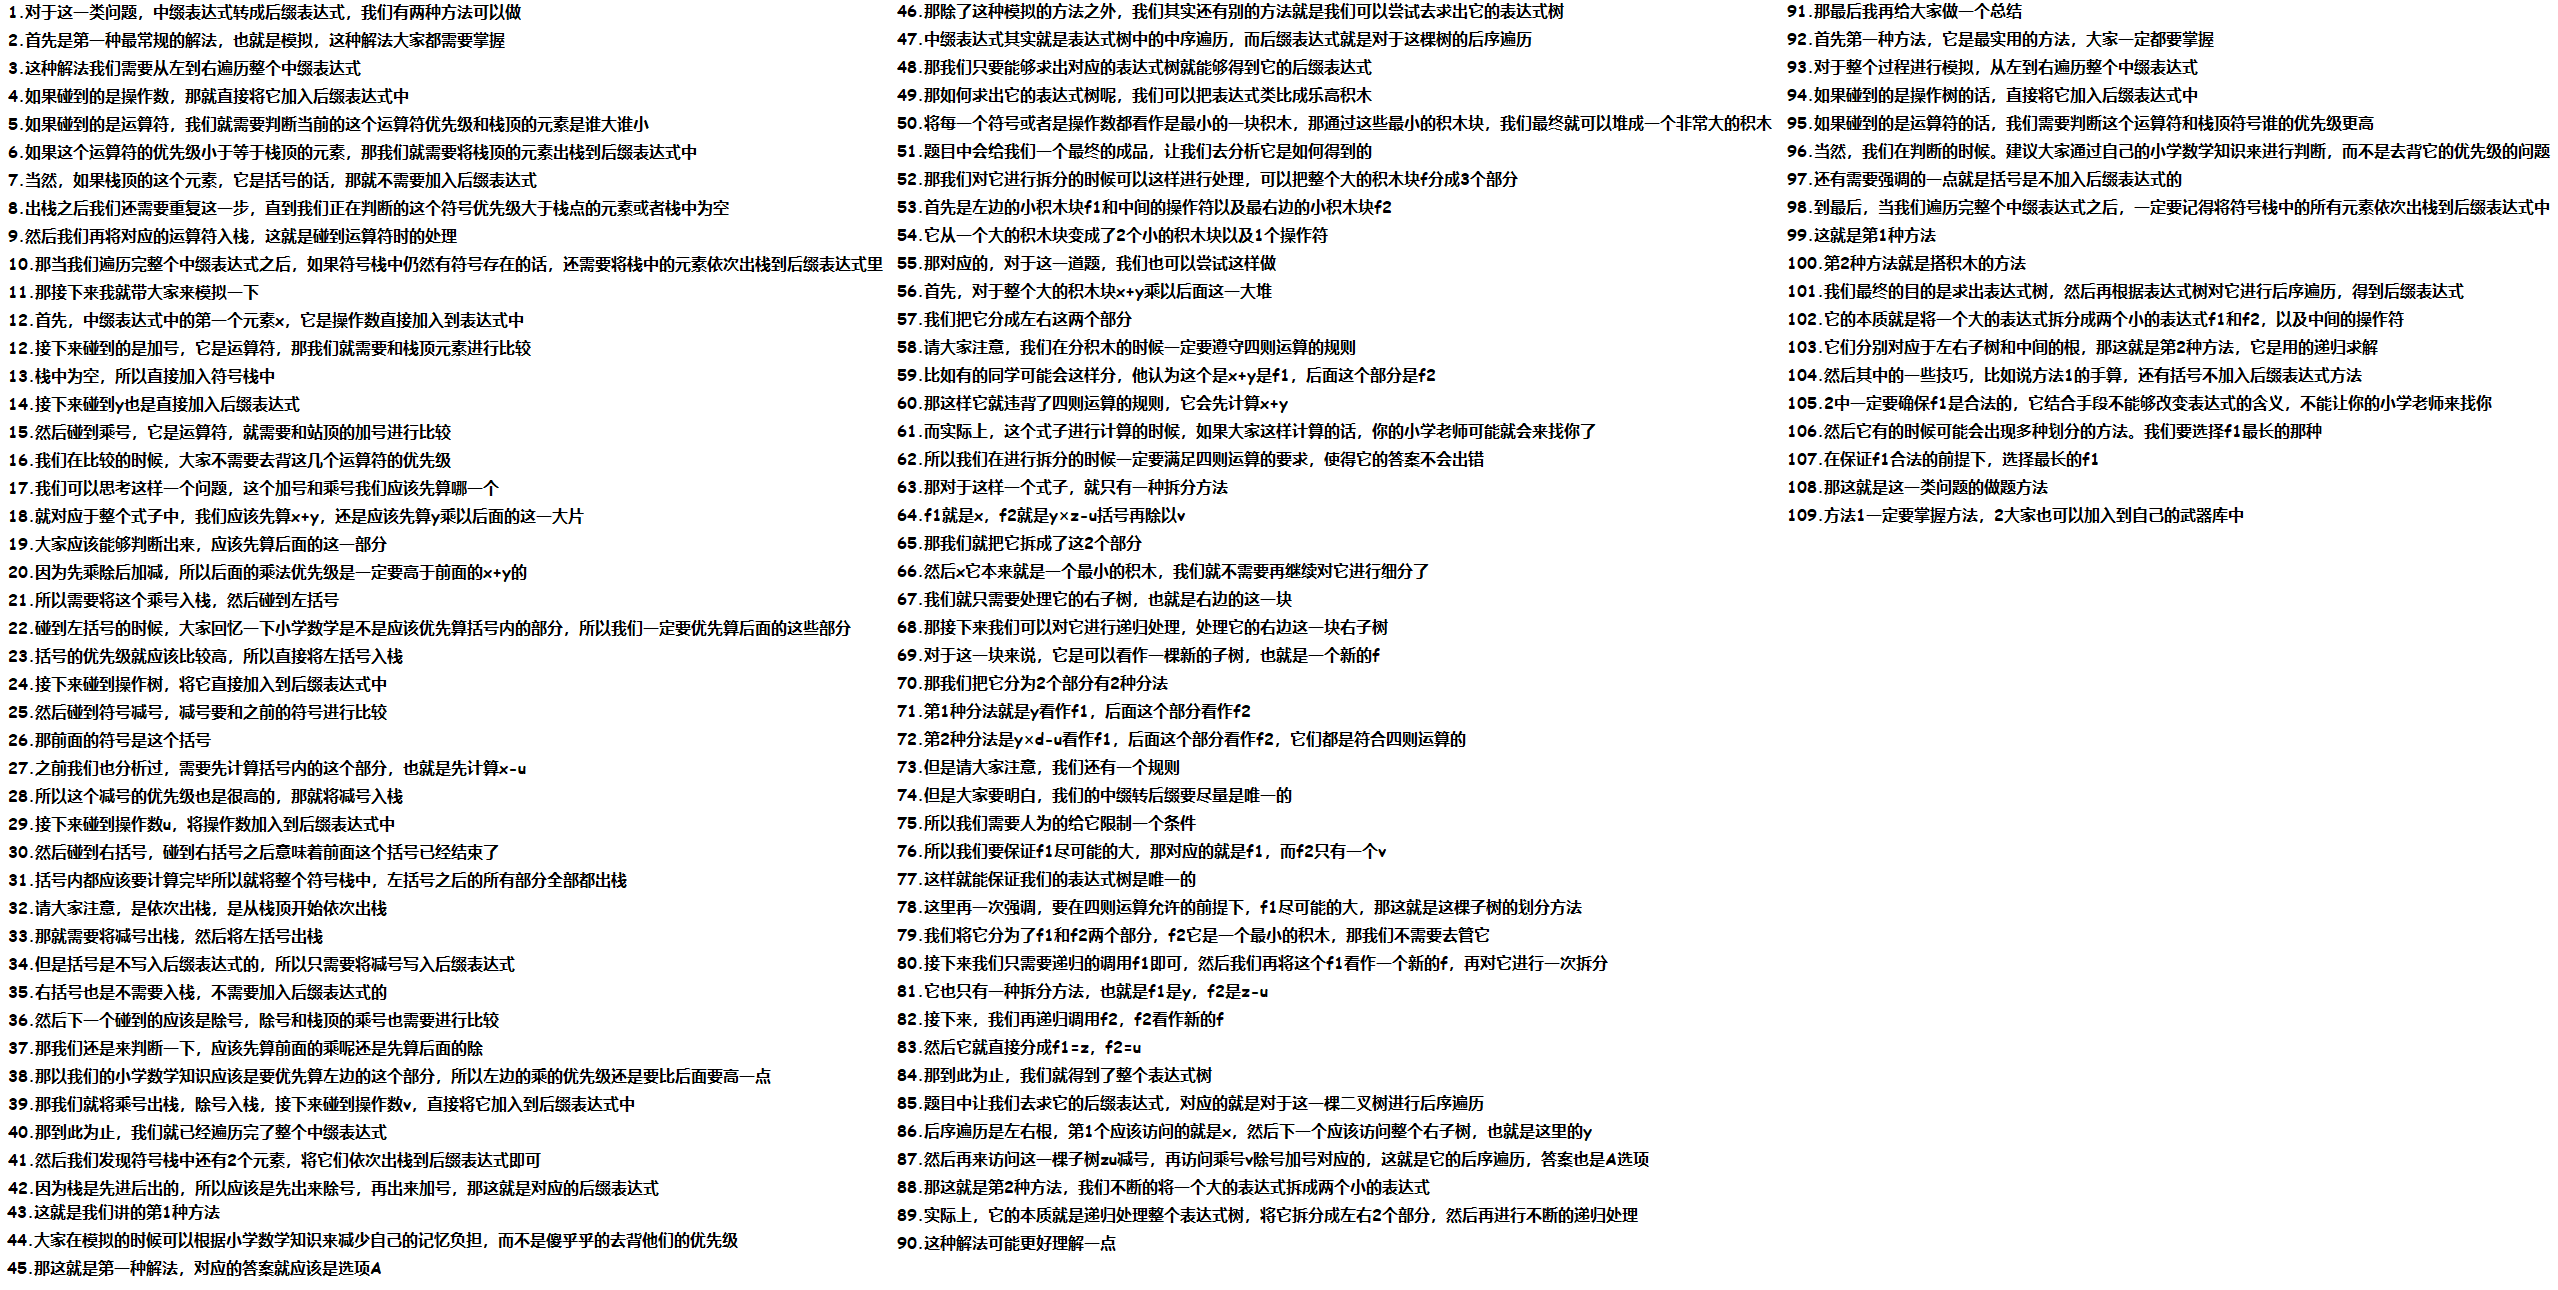 1.对于这一类问题，中缀表达式转成后缀表达式，我们有两种方法可以做
2.首先是第一种最常规的解法，也就是模拟，这种解法大家都需要掌握
3.这种解法我们需要从左到右遍历整个中缀表达式
4.如果碰到的是操作数，那就直接将它加入后缀表达式中
5.如果碰到的是运算符，我们就需要判断当前的这个运算符优先级和栈顶的元素是谁大谁小
6.如果这个运算符的优先级小于等于栈顶的元素，那我们就需要将栈顶的元素出栈到后缀表达式中
7.当然，如果栈顶的这个元素，它是括号的话，那就不需要加入后缀表达式
8.出栈之后我们还需要重复这一步，直到我们正在判断的这个符号优先级大于栈点的元素或者栈中为空
9.然后我们再将对应的运算符入栈，这就是碰到运算符时的处理
10.那当我们遍历完整个中缀表达式之后，如果符号栈中仍然有符号存在的话，还需要将栈中的元素依次出栈到后缀表达式里
11.那接下来我就带大家来模拟一下
12.首先，中缀表达式中的第一个元素x，它是操作数直接加入到表达式中
12.接下来碰到的是加号，它是运算符，那我们就需要和栈顶元素进行比较
13.栈中为空，所以直接加入符号栈中
14.接下来碰到y也是直接加入后缀表达式
15.然后碰到乘号，它是运算符，就需要和站顶的加号进行比较
16.我们在比较的时候，大家不需要去背这几个运算符的优先级
17.我们可以思考这样一个问题，这个加号和乘号我们应该先算哪一个
18.就对应于整个式子中，我们应该先算x+y，还是应该先算y乘以后面的这一大片
19.大家应该能够判断出来，应该先算后面的这一部分
20.因为先乘除后加减，所以后面的乘法优先级是一定要高于前面的x+y的
21.所以需要将这个乘号入栈，然后碰到左括号
22.碰到左括号的时候，大家回忆一下小学数学是不是应该优先算括号内的部分，所以我们一定要优先算后面的这些部分
23.括号的优先级就应该比较高，所以直接将左括号入栈
24.接下来碰到操作树，将它直接加入到后缀表达式中
25.然后碰到符号减号，减号要和之前的符号进行比较
26.那前面的符号是这个括号
27.之前我们也分析过，需要先计算括号内的这个部分，也就是先计算x-u
28.所以这个减号的优先级也是很高的，那就将减号入栈
29.接下来碰到操作数u，将操作数加入到后缀表达式中
30.然后碰到右括号，碰到右括号之后意味着前面这个括号已经结束了
31.括号内都应该要计算完毕所以就将整个符号栈中，左括号之后的所有部分全部都出栈
32.请大家注意，是依次出栈，是从栈顶开始依次出栈
33.那就需要将减号出栈，然后将左括号出栈
34.但是括号是不写入后缀表达式的，所以只需要将减号写入后缀表达式
35.右括号也是不需要入栈，不需要加入后缀表达式的
36.然后下一个碰到的应该是除号，除号和栈顶的乘号也需要进行比较
37.那我们还是来判断一下，应该先算前面的乘呢还是先算后面的除
38.那以我们的小学数学知识应该是要优先算左边的这个部分，所以左边的乘的优先级还是要比后面要高一点
39.那我们就将乘号出栈，除号入栈，接下来碰到操作数v，直接将它加入到后缀表达式中
40.那到此为止，我们就已经遍历完了整个中缀表达式
41.然后我们发现符号栈中还有2个元素，将它们依次出栈到后缀表达式即可
42.因为栈是先进后出的，所以应该是先出来除号，再出来加号，那这就是对应的后缀表达式
43.这就是我们讲的第1种方法
44.大家在模拟的时候可以根据小学数学知识来减少自己的记忆负担，而不是傻乎乎的去背他们的优先级
45.那这就是第一种解法，对应的答案就应该是选项A
46.那除了这种模拟的方法之外，我们其实还有别的方法就是我们可以尝试去求出它的表达式树
47.中缀表达式其实就是表达式树中的中序遍历，而后缀表达式就是对于这棵树的后序遍历
48.那我们只要能够求出对应的表达式树就能够得到它的后缀表达式
49.那如何求出它的表达式树呢，我们可以把表达式类比成乐高积木
50.将每一个符号或者是操作数都看作是最小的一块积木，那通过这些最小的积木块，我们最终就可以堆成一个非常大的积木
51.题目中会给我们一个最终的成品，让我们去分析它是如何得到的
52.那我们对它进行拆分的时候可以这样进行处理，可以把整个大的积木块f分成3个部分
53.首先是左边的小积木块f1和中间的操作符以及最右边的小积木块f2
54.它从一个大的积木块变成了2个小的积木块以及1个操作符
55.那对应的，对于这一道题，我们也可以尝试这样做
56.首先，对于整个大的积木块x+y乘以后面这一大堆
57.我们把它分成左右这两个部分
58.请大家注意，我们在分积木的时候一定要遵守四则运算的规则
59.比如有的同学可能会这样分，他认为这个是x+y是f1，后面这个部分是f2
60.那这样它就违背了四则运算的规则，它会先计算x+y
61.而实际上，这个式子进行计算的时候，如果大家这样计算的话，你的小学老师可能就会来找你了
62.所以我们在进行拆分的时候一定要满足四则运算的要求，使得它的答案不会出错
63.那对于这样一个式子，就只有一种拆分方法
64.f1就是x，f2就是y×z-u括号再除以v
65.那我们就把它拆成了这2个部分
66.然后x它本来就是一个最小的积木，我们就不需要再继续对它进行细分了
67.我们就只需要处理它的右子树，也就是右边的这一块
68.那接下来我们可以对它进行递归处理，处理它的右边这一块右子树
69.对于这一块来说，它是可以看作一棵新的子树，也就是一个新的f
70.那我们把它分为2个部分有2种分法
71.第1种分法就是y看作f1，后面这个部分看作f2
72.第2种分法是y×d-u看作f1，后面这个部分看作f2，它们都是符合四则运算的
73.但是请大家注意，我们还有一个规则
74.但是大家要明白，我们的中缀转后缀要尽量是唯一的
75.所以我们需要人为的给它限制一个条件
76.所以我们要保证f1尽可能的大，那对应的就是f1，而f2只有一个v
77.这样就能保证我们的表达式树是唯一的
78.这里再一次强调，要在四则运算允许的前提下，f1尽可能的大，那这就是这棵子树的划分方法
79.我们将它分为了f1和f2两个部分，f2它是一个最小的积木，那我们不需要去管它
80.接下来我们只需要递归的调用f1即可，然后我们再将这个f1看作一个新的f，再对它进行一次拆分
81.它也只有一种拆分方法，也就是f1是y，f2是z-u
82.接下来，我们再递归调用f2，f2看作新的f
83.然后它就直接分成f1=z，f2=u
84.那到此为止，我们就得到了整个表达式树
85.题目中让我们去求它的后缀表达式，对应的就是对于这一棵二叉树进行后序遍历
86.后序遍历是左右根，第1个应该访问的就是x，然后下一个应该访问整个右子树，也就是这里的y
87.然后再来访问这一棵子树zu减号，再访问乘号v除号加号对应的，这就是它的后序遍历，答案也是A选项
88.那这就是第2种方法，我们不断的将一个大的表达式拆成两个小的表达式
89.实际上，它的本质就是递归处理整个表达式树，将它拆分成左右2个部分，然后再进行不断的递归处理
90.这种解法可能更好理解一点
91.那最后我再给大家做一个总结
92.首先第一种方法，它是最实用的方法，大家一定都要掌握
93.对于整个过程进行模拟，从左到右遍历整个中缀表达式
94.如果碰到的是操作树的话，直接将它加入后缀表达式中
95.如果碰到的是运算符的话，我们需要判断这个运算符和栈顶符号谁的优先级更高
96.当然，我们在判断的时候。建议大家通过自己的小学数学知识来进行判断，而不是去背它的优先级的问题
97.还有需要强调的一点就是括号是不加入后缀表达式的
98.到最后，当我们遍历完整个中缀表达式之后，一定要记得将符号栈中的所有元素依次出栈到后缀表达式中
99.这就是第1种方法
100.第2种方法就是搭积木的方法
101.我们最终的目的是求出表达式树，然后再根据表达式树对它进行后序遍历，得到后缀表达式
102.它的本质就是将一个大的表达式拆分成两个小的表达式f1和f2，以及中间的操作符
103.它们分别对应于左右子树和中间的根，那这就是第2种方法，它是用的递归求解
104.然后其中的一些技巧，比如说方法1的手算，还有括号不加入后缀表达式方法
105.2中一定要确保f1是合法的，它结合手段不能够改变表达式的含义，不能让你的小学老师来找你
106.然后它有的时候可能会出现多种划分的方法。我们要选择f1最长的那种
107.在保证f1合法的前提下，选择最长的f1
108.那这就是这一类问题的做题方法
109.方法1一定要掌握方法，2大家也可以加入到自己的武器库中